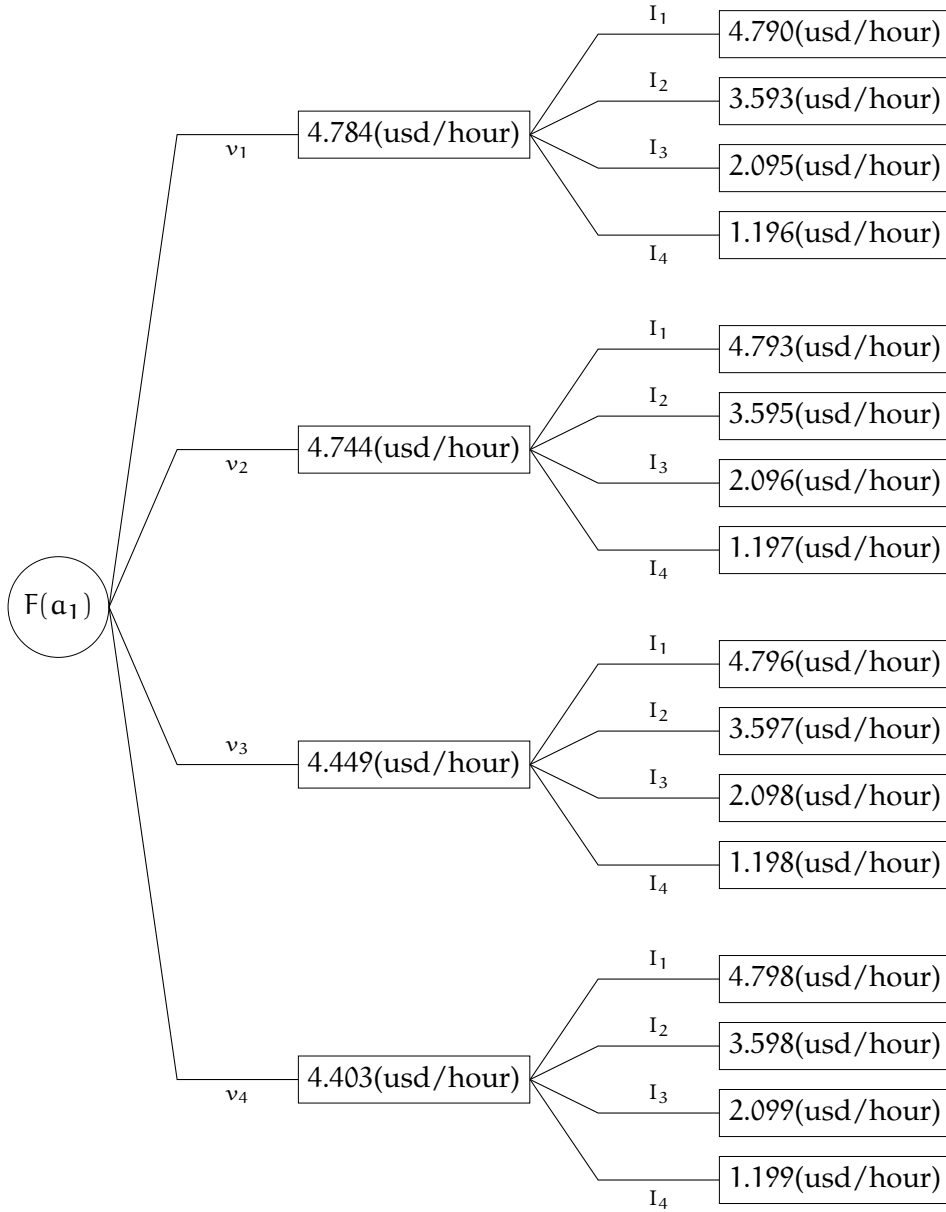 I₁
4.790(usd/hour)
I₂
3.593(usd/hour)
ν₁
4.784(usd/hour)
I₃
2.095(usd/hour)
I₄
1.196(usd/hour)
I₁
4.793(usd/hour)
I₂
3.595(usd/hour)
ν₂
4.744(usd/hour)
I₃
2.096(usd/hour)
I₄
1.197(usd/hour)
F(a₁)
I₁
4.796(usd/hour)
I₂
3.597(usd/hour)
ν₃
4.449(usd/hour)
I₃
2.098(usd/hour)
I₄
1.198(usd/hour)
I₁
4.798(usd/hour)
I₂
3.598(usd/hour)
ν₄
4.403(usd/hour)
I₃
2.099(usd/hour)
I₄
1.199(usd/hour)